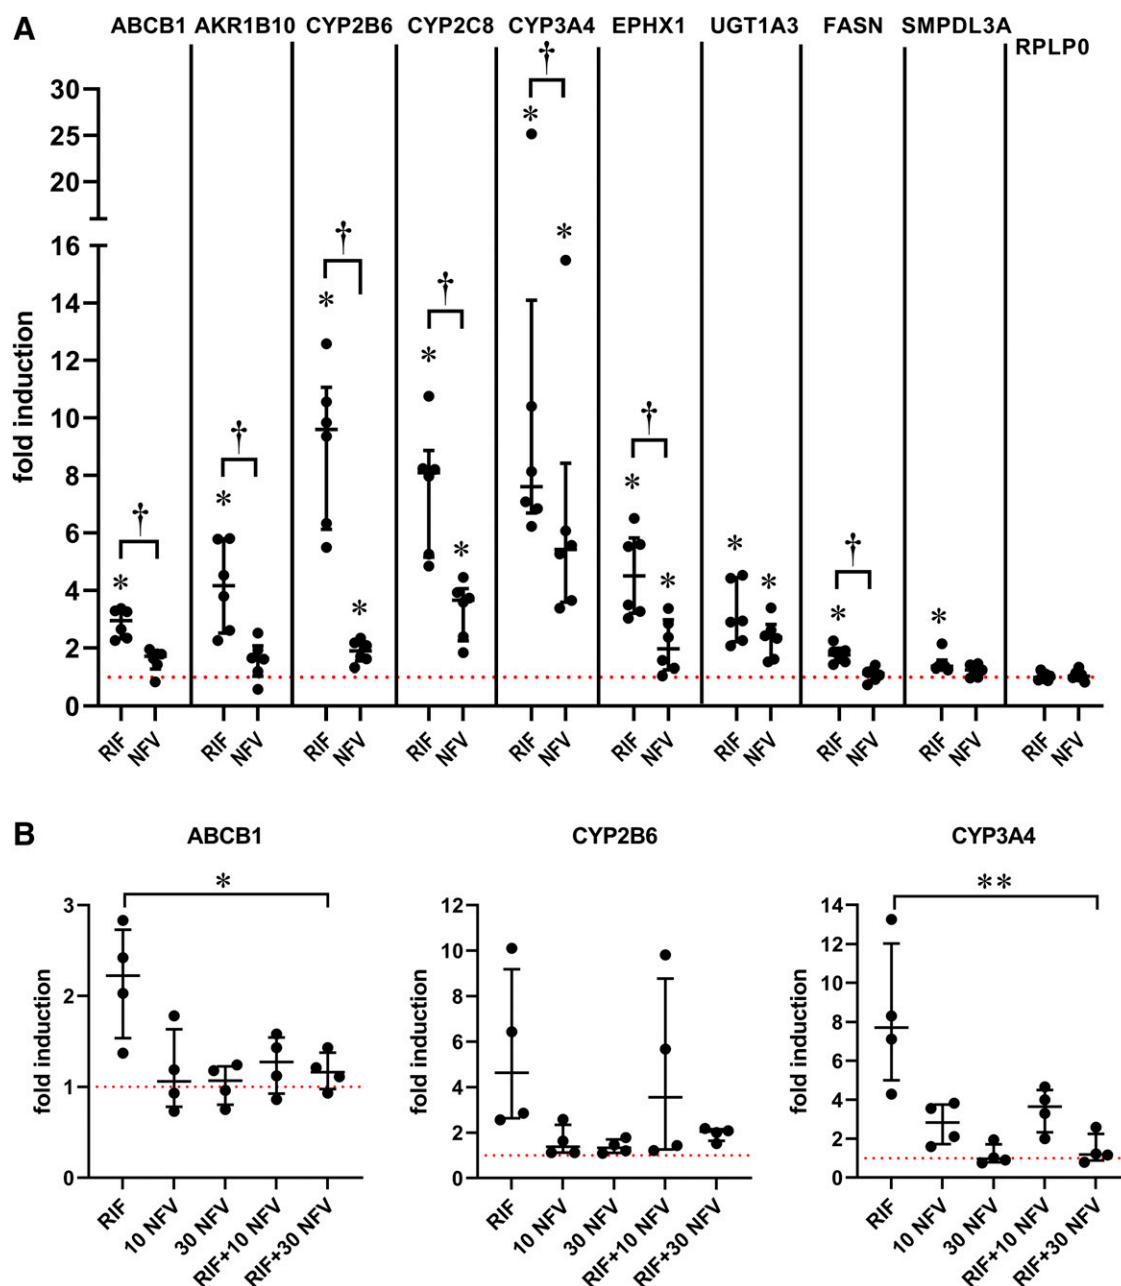 A
ABCB1 AKR1B10 CYP2B6 CYP2C8 CYP3A4 EPHX1 UGT1A3 FASN SMPDL3A RPLP0
† † † † † † †
* * * * * * * * * * * * *
fold induction
30
25
20
16
14
12
10
8
6
4
2
0
RIF NFV RIF NFV RIF NFV RIF NFV RIF NFV RIF NFV RIF NFV RIF NFV RIF NFV RIF NFV
B
ABCB1
*
fold induction
3
2
1
0
RIF 10 NFV 30 NFV RIF+10 NFV RIF+30 NFV
CYP2B6
fold induction
12
10
8
6
4
2
0
RIF 10 NFV 30 NFV RIF+10 NFV RIF+30 NFV
CYP3A4
**
fold induction
14
12
10
8
6
4
2
0
RIF 10 NFV 30 NFV RIF+10 NFV RIF+30 NFV